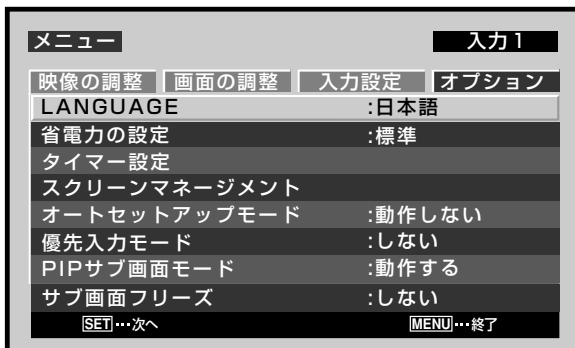 メニュー 入力1
映像の調整 画面の調整 入力設定 オプション
LANGUAGE :日本語
省電力の設定 :標準
タイマー設定
スクリーンマネージメント
オートセットアップモード :動作しない
優先入力モード :しない
PIPサブ画面モード :動作する
サブ画面フリーズ :しない
SET…次へ MENU…終了